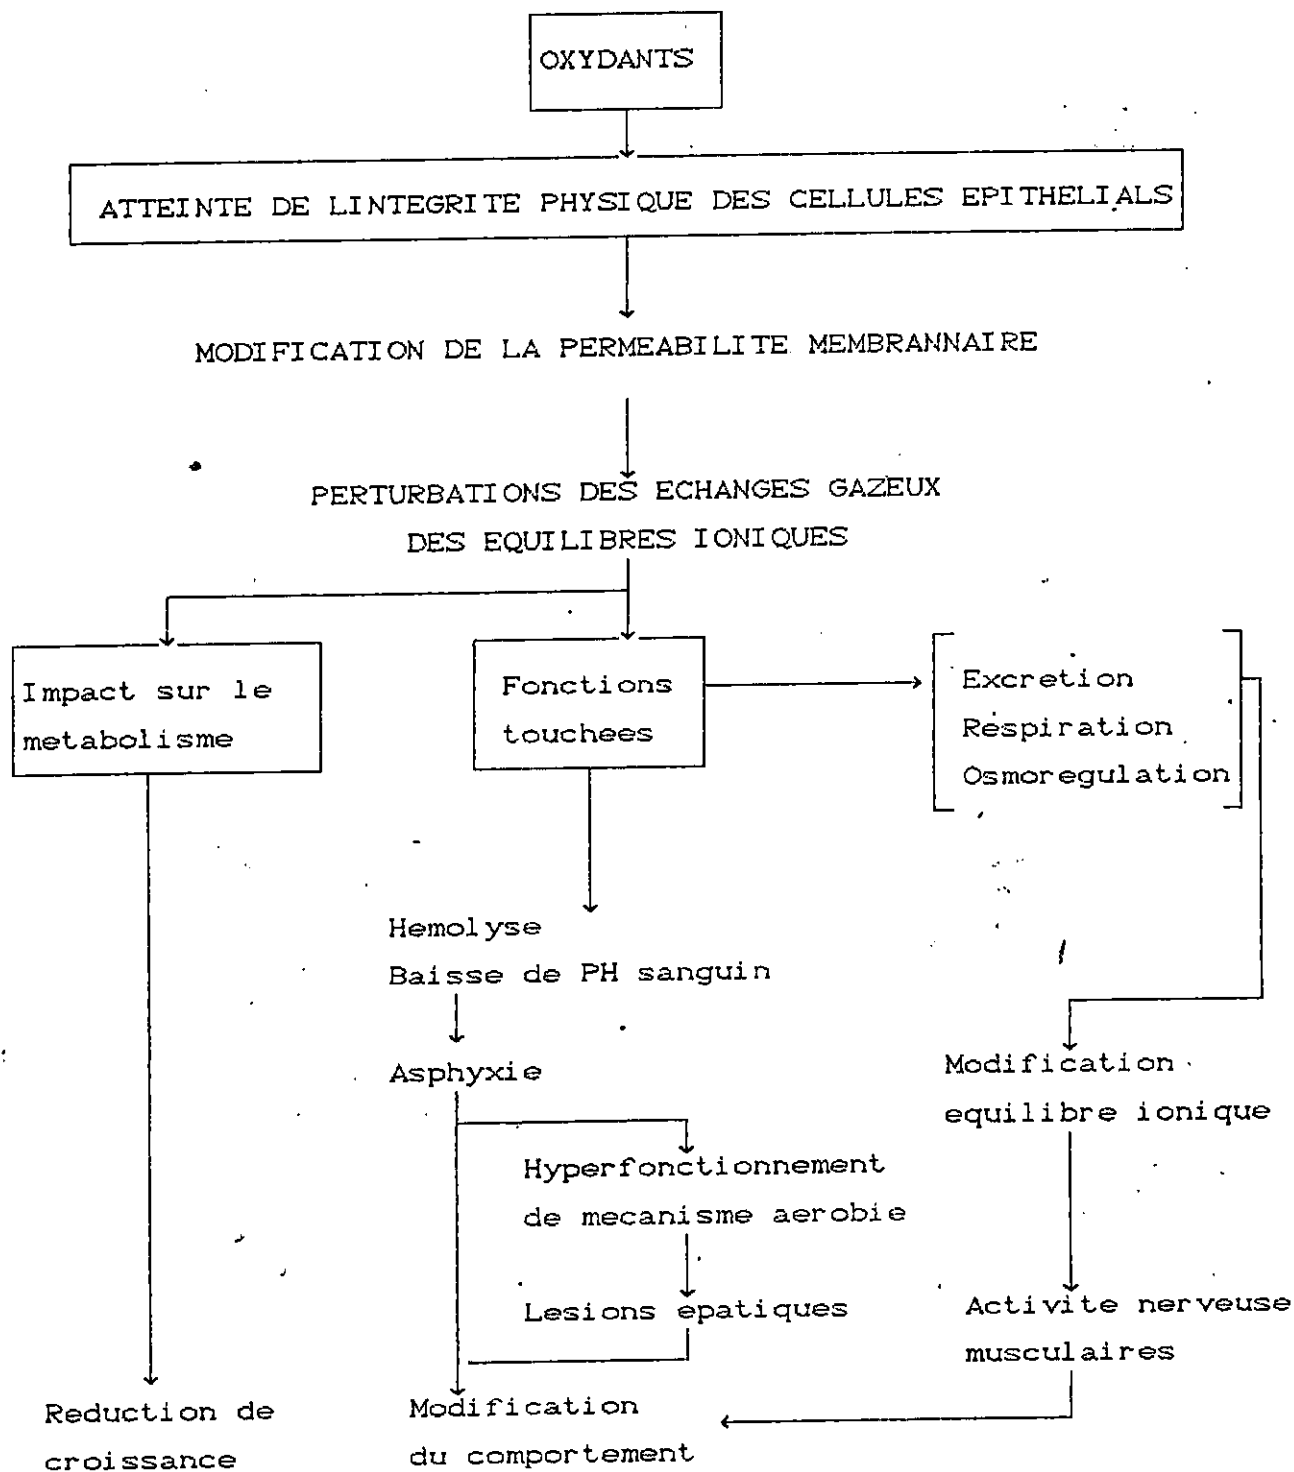 OXYDANTS
ATTEINTE DE LINTEGRITE PHYSIQUE DES CELLULES EPITHELIALS
MODIFICATION DE LA PERMEABILITE MEMBRANNAIRE
PERTURBATIONS DES ECHANGES GAZEUX
DES EQUILIBRES IONIQUES
Impact sur le
metabolisme
Fonctions
touchees
Excretion
Respiration
Osmoregulation
Hemolyse
Baisse de PH sanguin
Asphyxie
Modification
equilibre ionique
Hyperfonctionnement
de mecanisme aerobie
Lesions epatiques
Activite nerveuse
musculaires
Reduction de
croissance
Modification
du comportement